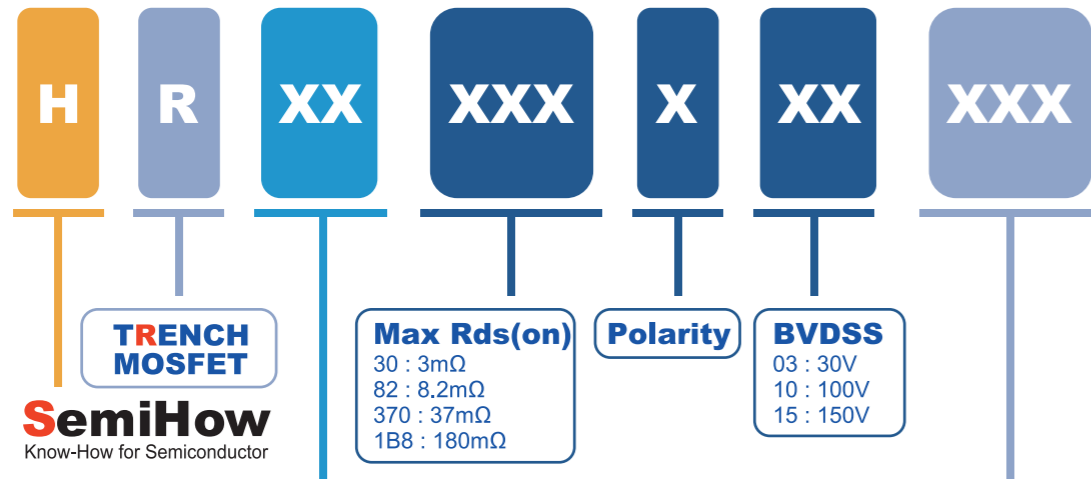 H R XX XXX X XX XXX
TRENCH
MOSFET
SemiHow
Know-How for Semiconductor
Max Rds(on)
30 : 3mΩ
82 : 8.2mΩ
370 : 37mΩ
1B8 : 180mΩ
Polarity
BVDSS
03 : 30V
10 : 100V
15 : 150V